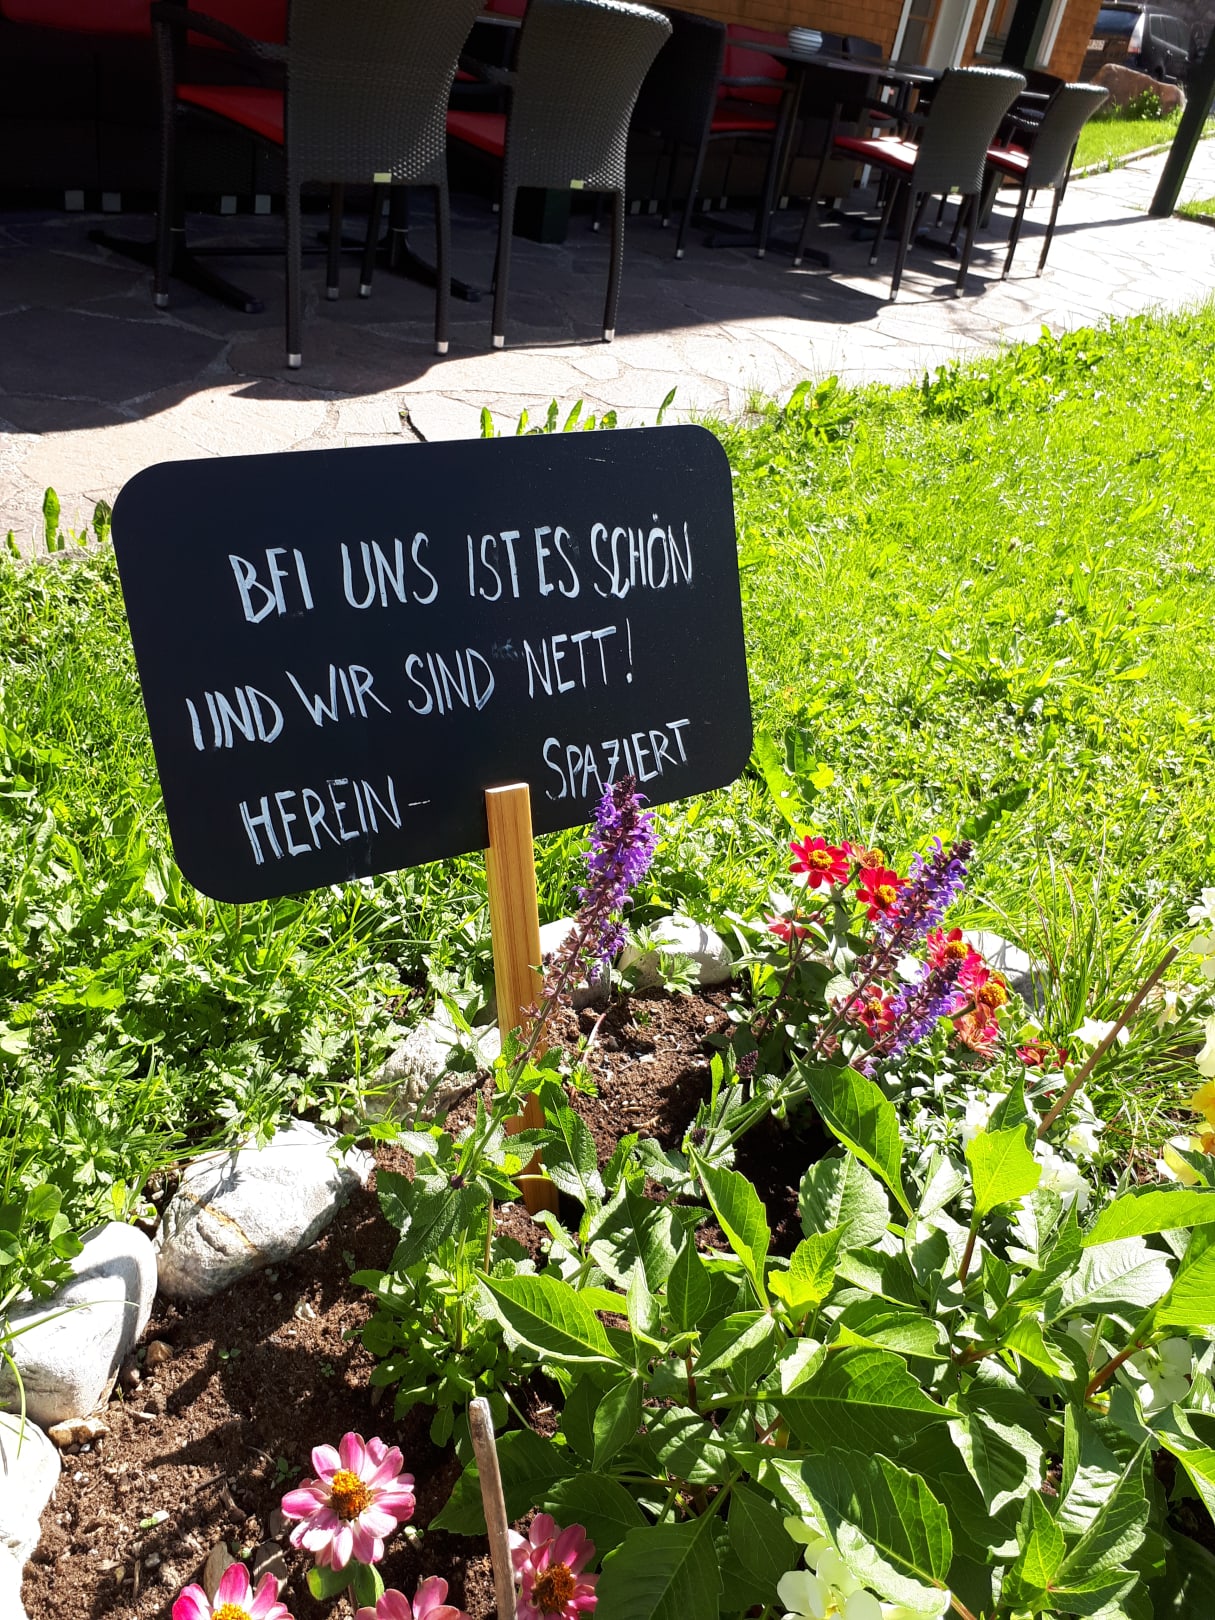 BEI UNS IST ES SCHÖN
UND WIR SIND NETT!
HEREIN- SPAZIERT